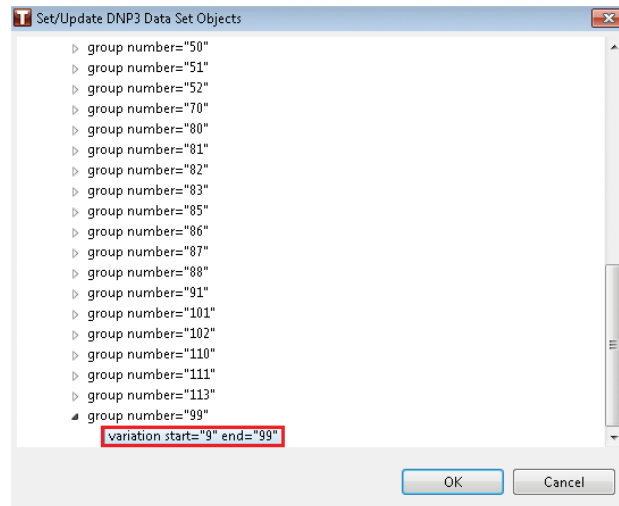 Set/Update DNP3 Data Set Objects
group number="50"
group number="51"
group number="52"
group number="70"
group number="80"
group number="81"
group number="82"
group number="83"
group number="85"
group number="86"
group number="87"
group number="88"
group number="91"
group number="101"
group number="102"
group number="110"
group number="111"
group number="113"
group number="99"
variation start="9" end="99"
OK Cancel